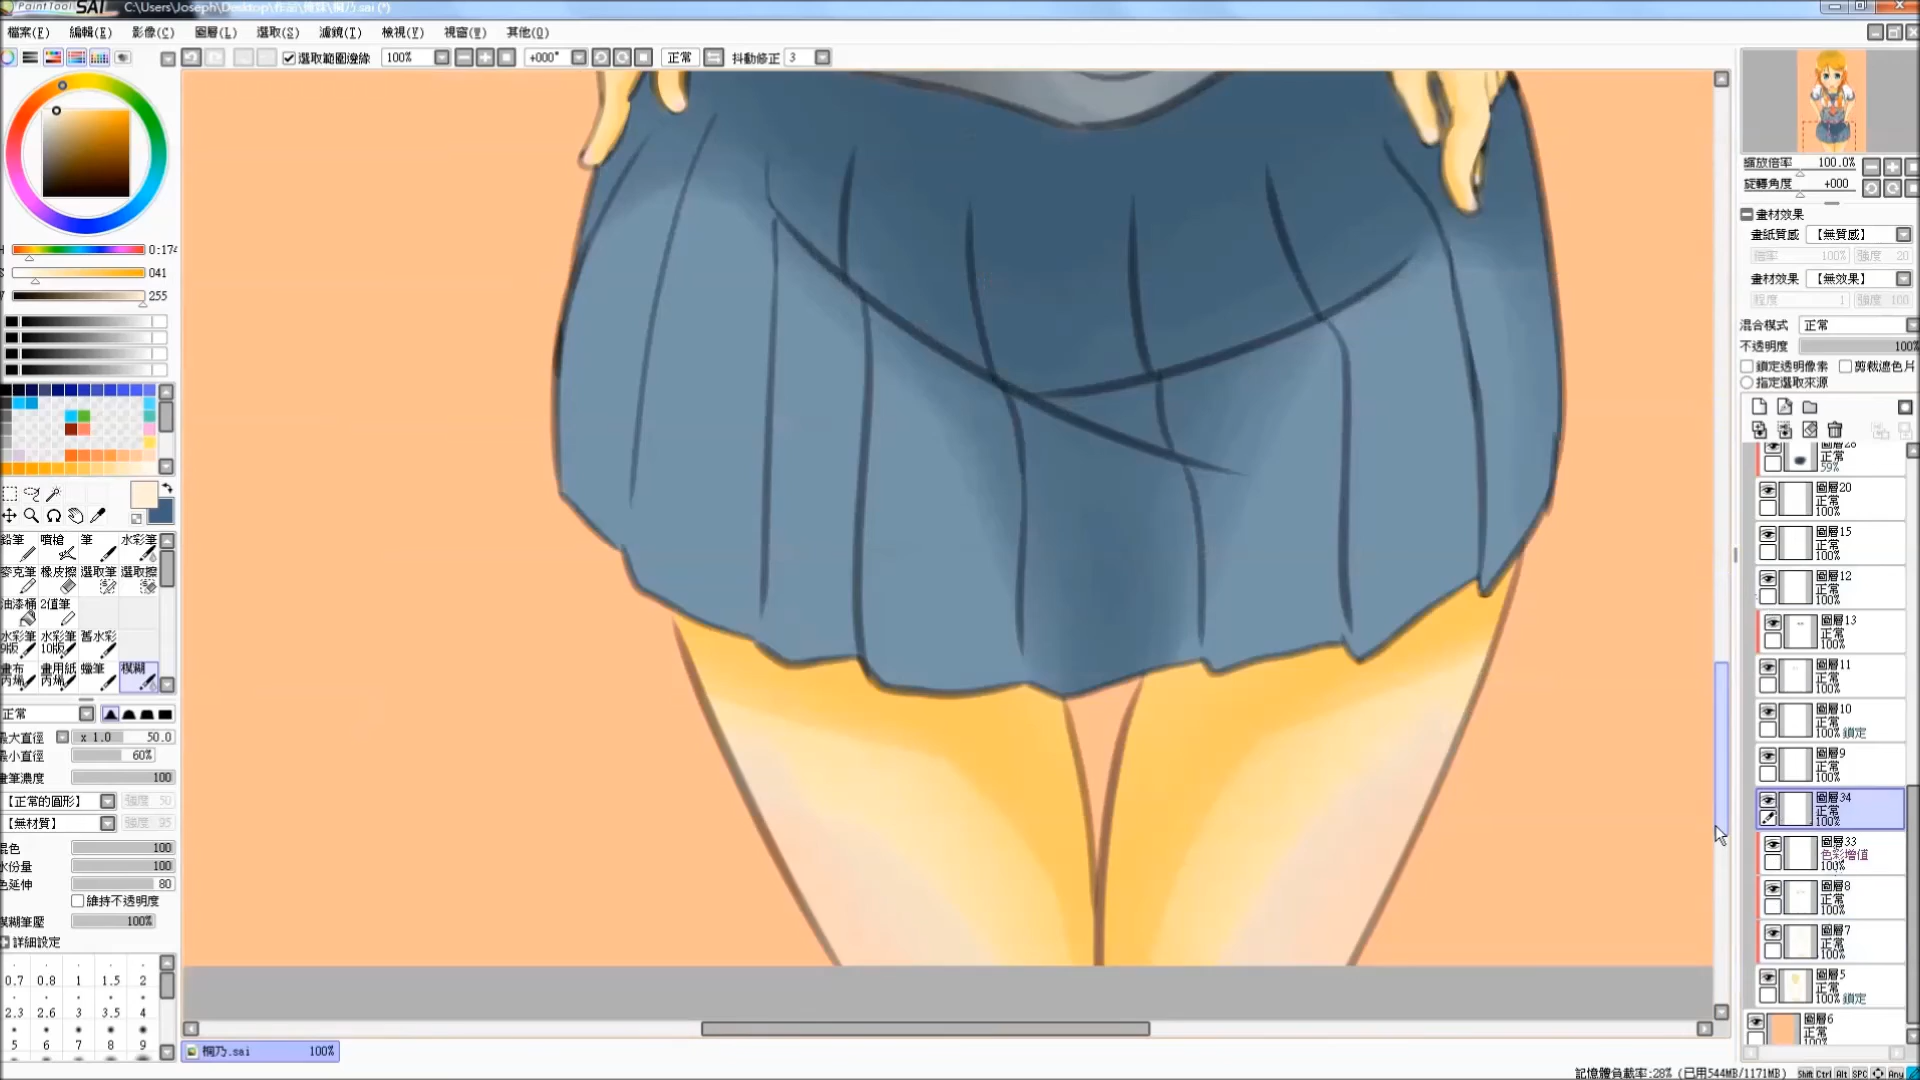 PaintTool SAI C:\Users\Joseph\Desktop\作品\
桐乃.sai (*)
檔案(F) 編輯(E) 影像(C) 圖層(L) 選取(S) 濾鏡(T) 檢視(V) 視窗(W) 其他(O)
選取範圍邊緣 100% +000° 正常 抖動修正 3
0:174
041
255
鉛筆 噴槍 筆 水彩筆
麥克筆 橡皮擦 選取筆 選取擦
油漆桶 2值筆
水彩筆 水彩筆 舊水彩
9版 10版
畫布 畫用紙 蠟筆 模糊
丙烯 丙烯
正常
最大直徑 x 1.0 50.0
最小直徑 60%
畫筆濃度 100
【正常的圓形】 強度 50
【無材質】 強度 95
混色 100
水份量 100
色延伸 80
維持不透明度
模糊筆壓 100%
詳細設定
0.7 0.8 1 1.5 2
2.3 2.6 3 3.5 4
5 6 7 8 9
縮放倍率 100.0%
旋轉角度 +000
畫材效果
畫紙質感 【無質感】
倍率 100% 強度 20
畫材效果 【無效果】
程度 1 強度 100
混合模式 正常
不透明度 100%
鎖定透明像素 剪裁遮色片
指定選取來源
正常
59%
圖層20
正常
100%
圖層15
正常
100%
圖層12
正常
100%
圖層13
正常
100%
圖層11
正常
100%
圖層10
正常
100% 鎖定
圖層9
正常
100%
圖層34
正常
100%
圖層33
色彩增值
100%
圖層8
正常
100%
圖層7
正常
100%
圖層5
正常
100% 鎖定
圖層6
正常
100%
桐乃.sai 100%
記憶體負載率:28% (已用544MB/1171MB) Shift Ctrl Alt SPC Any